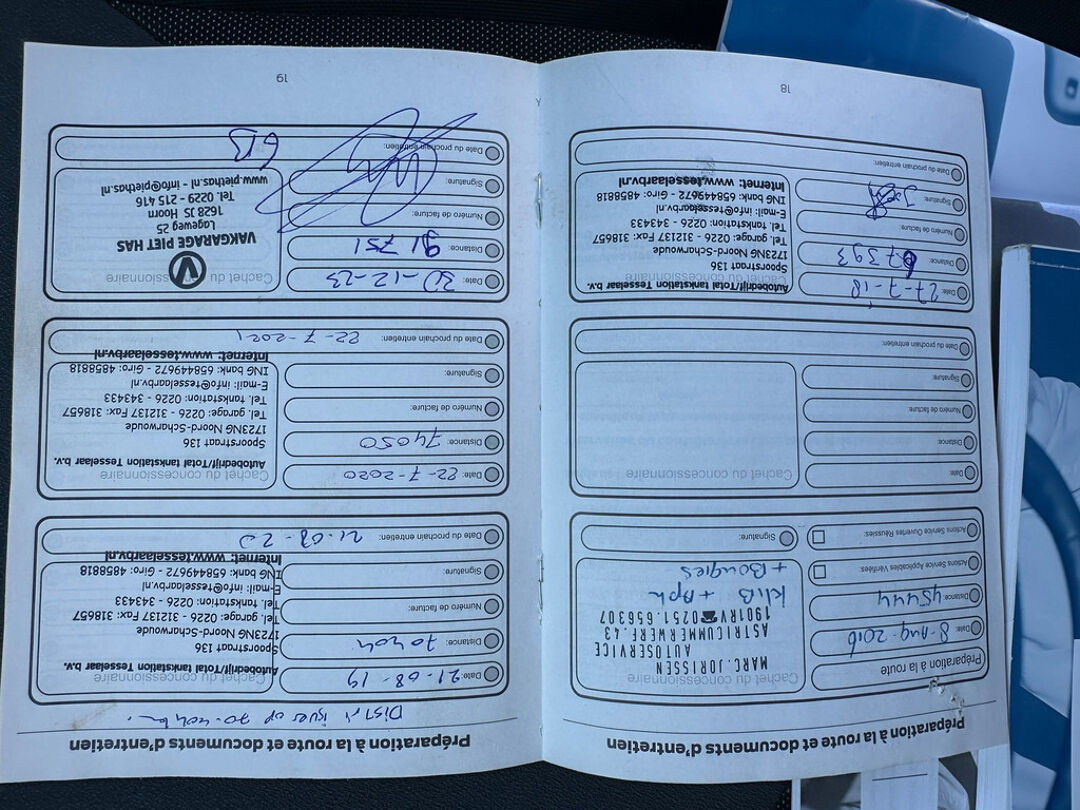 Préparation à la route et documents d'entretien
Préparation à la route
Date: 8-Aug-2016
Distance: 45444
Actions Service Applicables Vérifiées:
Actions Service Ouvertes Réussies:
Cachet du concessionnaire
MARC.JORISSEN
AUTOSERVICE
ASTRICUMMERWERF.43
1901RV☎0251.656307
+ Bougies
Signature:
Date:
Distance:
Numéro de facture:
Signature:
Cachet du concessionnaire
Date du prochain entretien:
Date: 27-7-18
Distance: 67393
Numéro de facture:
Signature:
Cachet du concessionnaire
Autobedrijf/Total tankstation Tesselaar b.v.
Spoorstraat 136
1723NG Noord-Scharwoude
Tel. garage: 0226 - 312137 Fax: 318657
Tel. tankstation: 0226 - 343433
E-mail: info@tesselaarbv.nl
ING bank: 658449672 - Giro: 4858818
Internet: www.tesselaarbv.nl
Date du prochain entretien:
18
Préparation à la route et documents d'entretien
op 70.404 km.
Date: 21-08-19
Distance: 70404
Numéro de facture:
Signature:
Cachet du concessionnaire
Autobedrijf/Total tankstation Tesselaar b.v.
Spoorstraat 136
1723NG Noord-Scharwoude
Tel. garage: 0226 - 312137 Fax: 318657
Tel. tankstation: 0226 - 343433
E-mail: info@tesselaarbv.nl
ING bank: 658449672 - Giro: 4858818
Internet: www.tesselaarbv.nl
Date du prochain entretien: 21-08-20
Date: 22-7-2020
Distance: 74050
Numéro de facture:
Signature:
Cachet du concessionnaire
Autobedrijf/Total tankstation Tesselaar b.v.
Spoorstraat 136
1723NG Noord-Scharwoude
Tel. garage: 0226 - 312137 Fax: 318657
Tel. tankstation: 0226 - 343433
E-mail: info@tesselaarbv.nl
ING bank: 658449672 - Giro: 4858818
Internet: www.tesselaarbv.nl
Date du prochain entretien: 22-7-2021
Date: 30-12-23
Distance: 91751
Numéro de facture:
Signature:
Cachet du concessionnaire
VAKGARAGE PIET HAS
Lageweg 25
1628 JS Hoorn
Tel. 0229 - 215 416
www.piethas.nl - info@piethas.nl
Date du prochain entretien:
19